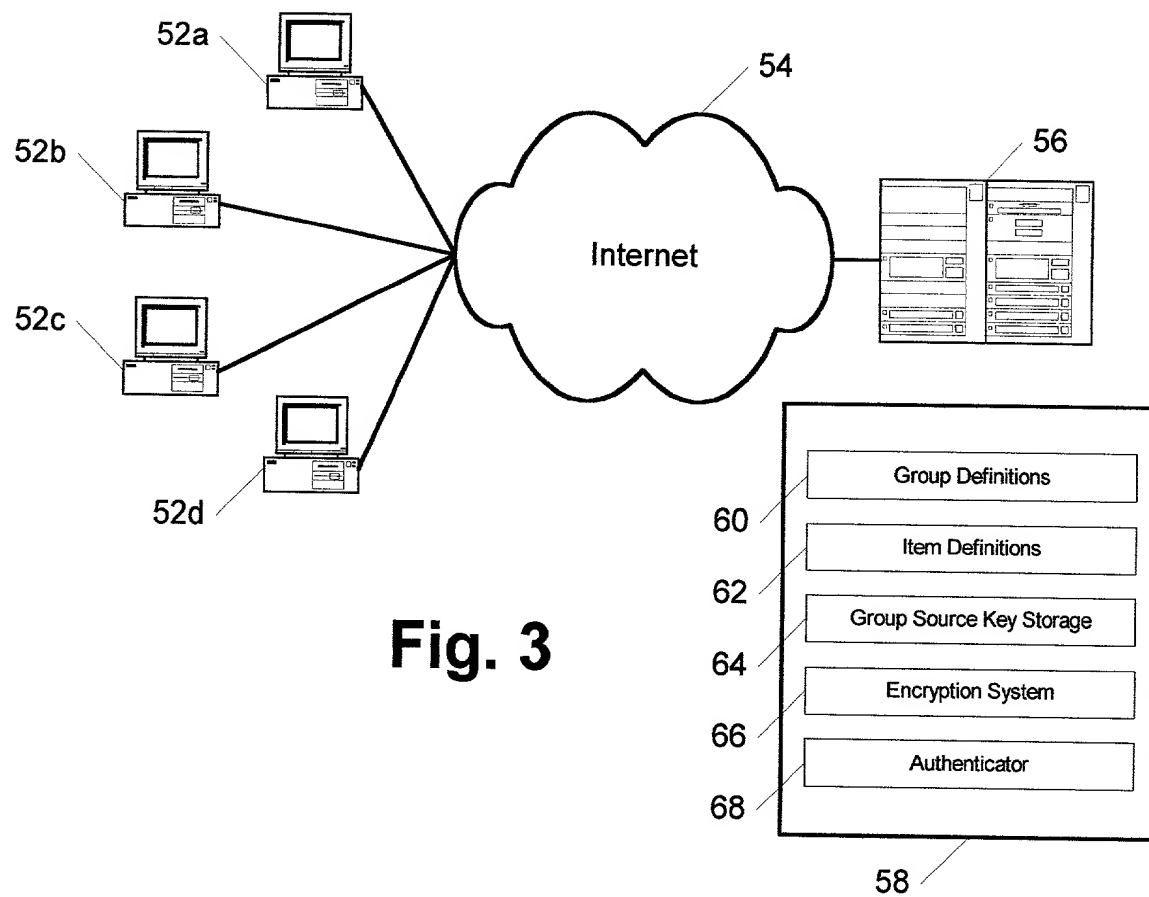 52a
54
52b
56
Internet
52c
52d
Group Definitions
60
Item Definitions
62
Group Source Key Storage
64
Encryption System
66
Authenticator
68
58
Fig. 3